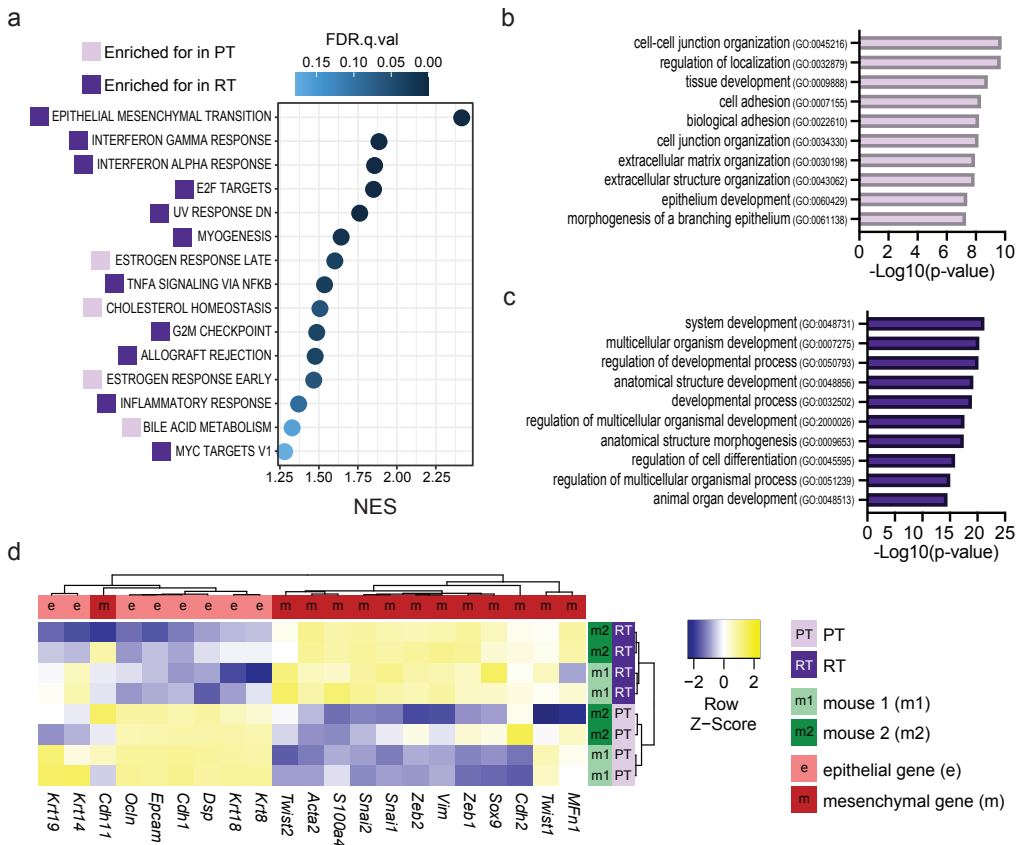 a
Enriched for in PT
Enriched for in RT
FDR.q.val
0.15 0.10 0.05 0.00
EPITHELIAL MESENCHYMAL TRANSITION
INTERFERON GAMMA RESPONSE
INTERFERON ALPHA RESPONSE
E2F TARGETS
UV RESPONSE DN
MYOGENESIS
ESTROGEN RESPONSE LATE
TNFA SIGNALING VIA NFKB
CHOLESTEROL HOMEOSTASIS
G2M CHECKPOINT
ALLOGRAFT REJECTION
ESTROGEN RESPONSE EARLY
INFLAMMATORY RESPONSE
BILE ACID METABOLISM
MYC TARGETS V1
1.25 1.50 1.75 2.00 2.25
NES
b
cell-cell junction organization (GO:0045216)
regulation of localization (GO:0032879)
tissue development (GO:0009888)
cell adhesion (GO:0007155)
biological adhesion (GO:0022610)
cell junction organization (GO:0034330)
extracellular matrix organization (GO:0030198)
extracellular structure organization (GO:0043062)
epithelium development (GO:0060429)
morphogenesis of a branching epithelium (GO:0061138)
0 2 4 6 8 10
-Log10(p-value)
c
system development (GO:0048731)
multicellular organism development (GO:0007275)
regulation of developmental process (GO:0050793)
anatomical structure development (GO:0048856)
developmental process (GO:0032502)
regulation of multicellular organismal development (GO:2000026)
anatomical structure morphogenesis (GO:0009653)
regulation of cell differentiation (GO:0045595)
regulation of multicellular organismal process (GO:0051239)
animal organ development (GO:0048513)
0 5 10 15 20 25
-Log10(p-value)
d
e e m e e e e e e m m m m m m m m m m m m
m2 RT
m2 RT
m1 RT
m1 RT
m2 PT
m2 PT
m1 PT
m1 PT
Krt19 Krt14 Cdh11 Ocln Epcam Cdh1 Dsp Krt18 Krt8 Twist2 Acta2 S100a4 Snai2 Snai1 Zeb2 Vim Zeb1 Sox9 Cdh2 Twist1 MFn1
−2 0 2
Row
Z−Score
PT PT
RT RT
m1 mouse 1 (m1)
m2 mouse 2 (m2)
e epithelial gene (e)
m mesenchymal gene (m)